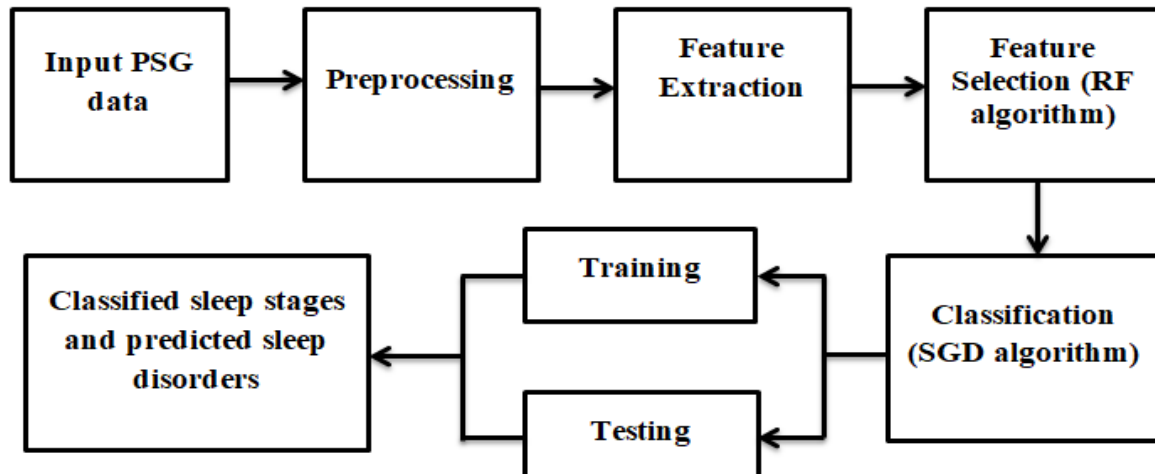 Input PSG
data
Preprocessing
Feature
Extraction
Feature
Selection (RF
algorithm)
Classification
(SGD algorithm)
Training
Testing
Classified sleep stages
and predicted sleep
disorders